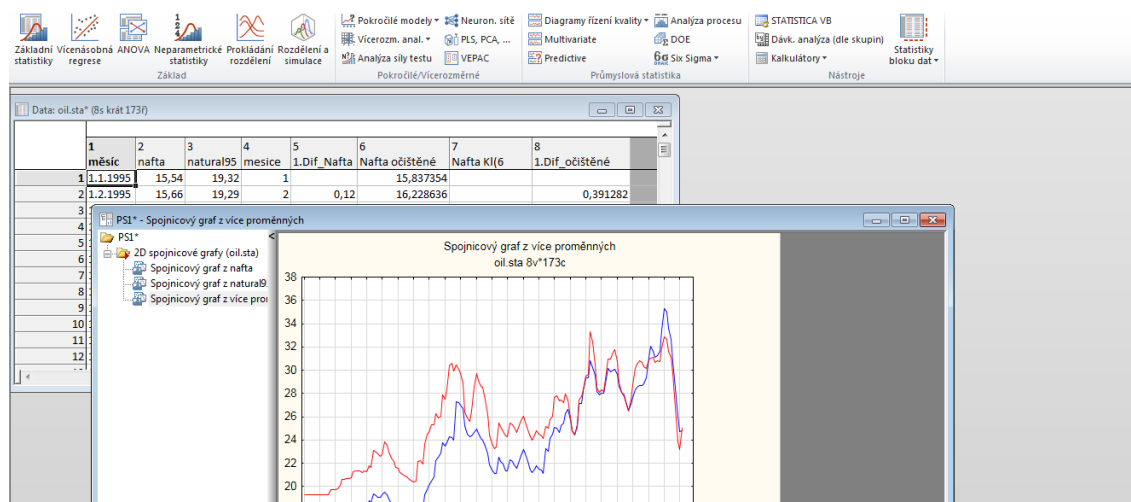 Pokročilé modely Neuron. sítě Diagramy řízení kvality Analýza procesu STATISTICA VB
Vícerozm. anal. PLS, PCA, ... Multivariate DOE Dávk. analýza (dle skupin)
Základní Vícenásobná ANOVA Neparametrické Prokládání Rozdělení a Statistiky
statistiky regrese statistiky rozdělení simulace bloku dat
Analýza síly testu VEPAC Predictive Six Sigma Kalkulátory
Základ Pokročilé/Vícerozměrné Průmyslová statistika Nástroje
Data: oil.sta* (8s krát 173ř)
1 2 3 4 5 6 7 8
měsíc nafta natural95 mesice 1.Dif_Nafta Nafta očištěné Nafta Kl(6 1.Dif_očištěné
1 1.1.1995 15,54 19,32 1 15,837354
2 1.2.1995 15,66 19,29 2 0,12 16,228636 0,391282
3
4
5
6
7
8
9
10
11
12
PS1* - Spojnicový graf z více proměnných
PS1*
2D spojnicové grafy (oil.sta)
Spojnicový graf z nafta
Spojnicový graf z natural9
Spojnicový graf z více pro
Spojnicový graf z více proměnných
oil.sta 8v*173c
38
36
34
32
30
28
26
24
22
20